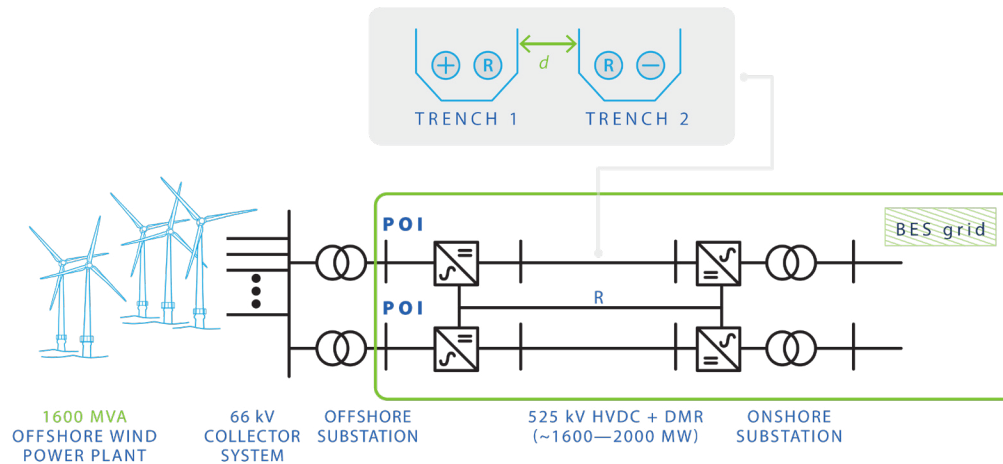 + R R −
d
TRENCH 1 TRENCH 2
POI
BES grid
POI
R
1600 MVA
OFFSHORE WIND
POWER PLANT
66 kV
COLLECTOR
SYSTEM
OFFSHORE
SUBSTATION
525 kV HVDC + DMR
(~1600—2000 MW)
ONSHORE
SUBSTATION